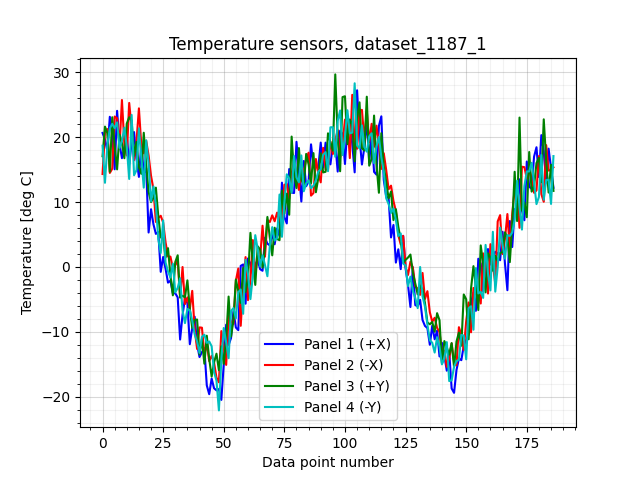 Temperature sensors, dataset_1187_1
30
20
10
0
−10
−20
Temperature [deg C]
Panel 1 (+X)
Panel 2 (-X)
Panel 3 (+Y)
Panel 4 (-Y)
0 25 50 75 100 125 150 175
Data point number